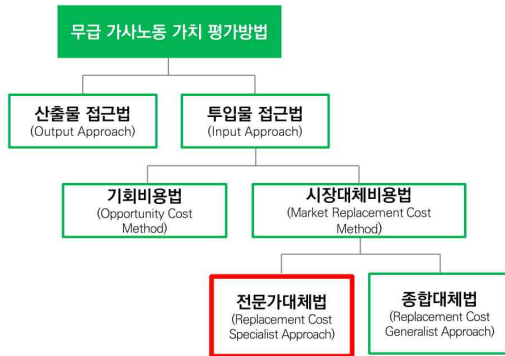 무급 가사노동 가치 평가방법
산출물 접근법
(Output Approach)
투입물 접근법
(Input Approach)
기회비용법
(Opportunity Cost
Method)
시장대체비용법
(Market Replacement Cost
Method)
전문가대체법
(Replacement Cost
Specialist Approach)
종합대체법
(Replacement Cost
Generalist Approach)